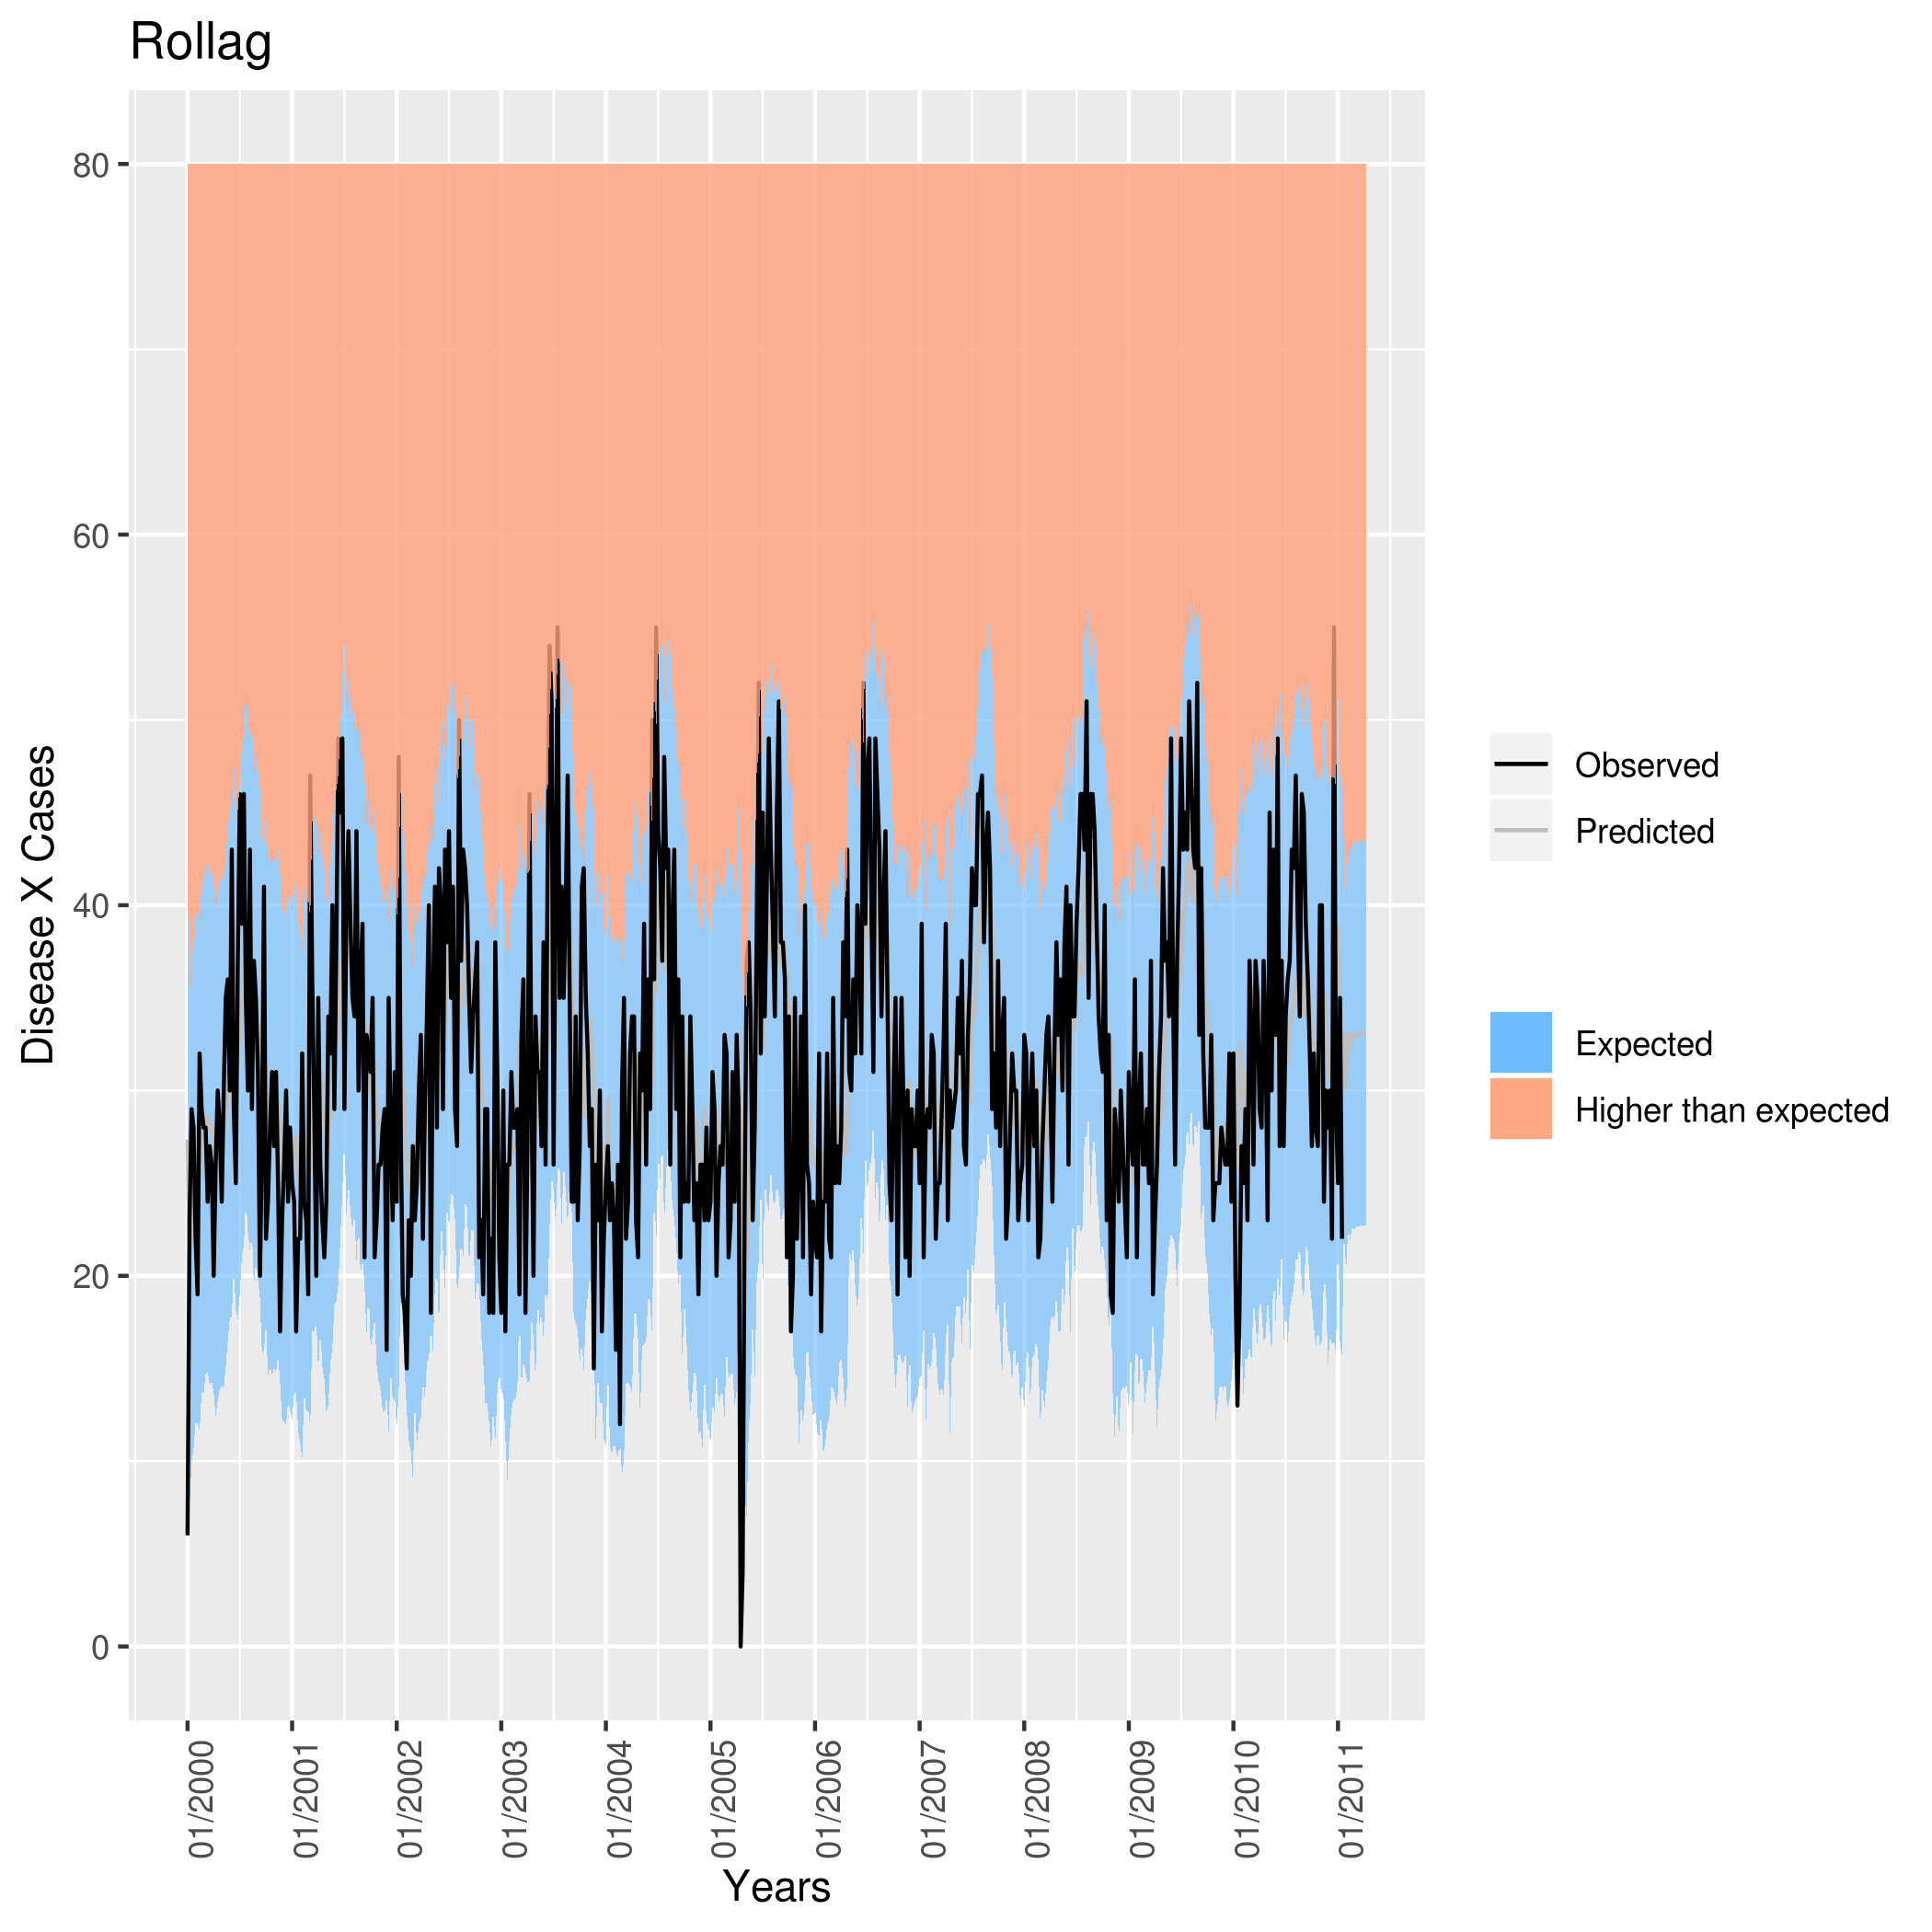 Rollag
Disease X Cases
80
60
40
20
0
01/2000
01/2001
01/2002
01/2003
01/2004
01/2005
01/2006
01/2007
01/2008
01/2009
01/2010
01/2011
Years
Observed
Predicted
Expected
Higher than expected